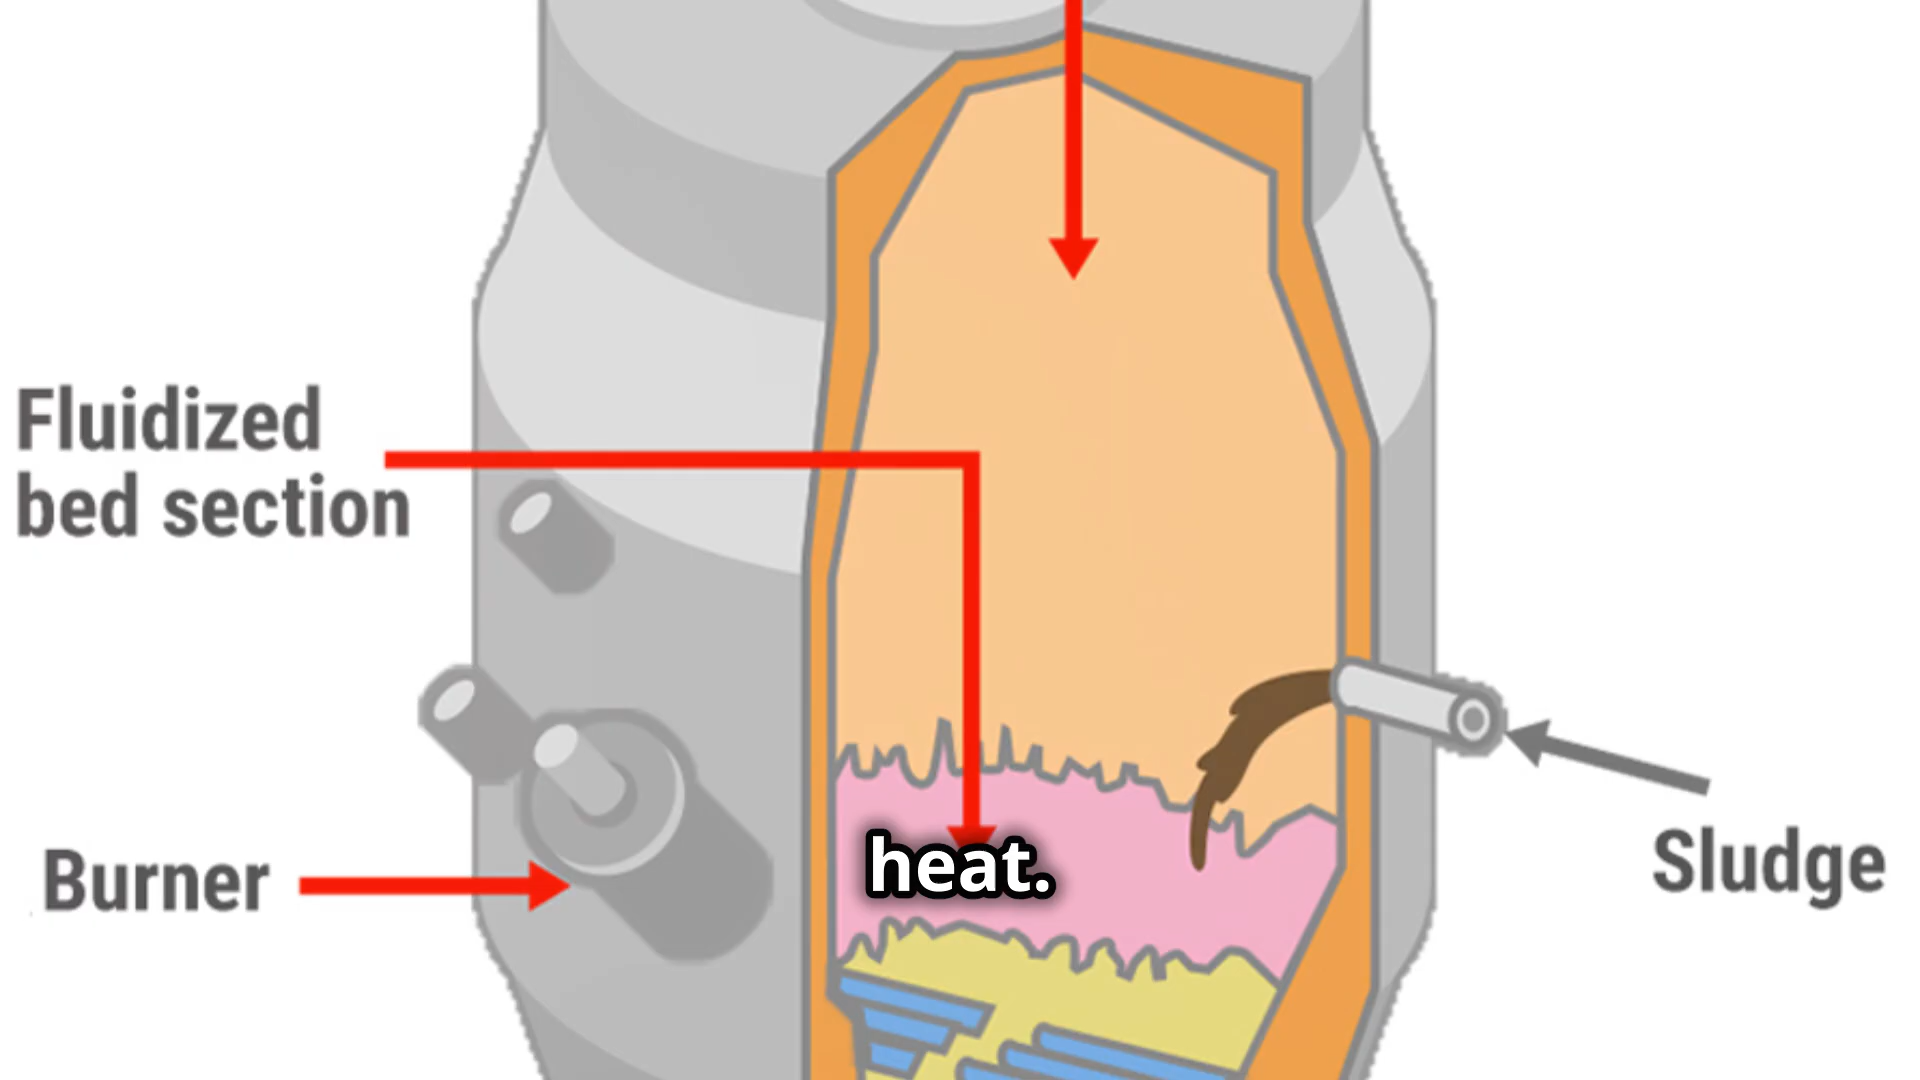 Fluidized
bed section
Burner
heat.
Sludge